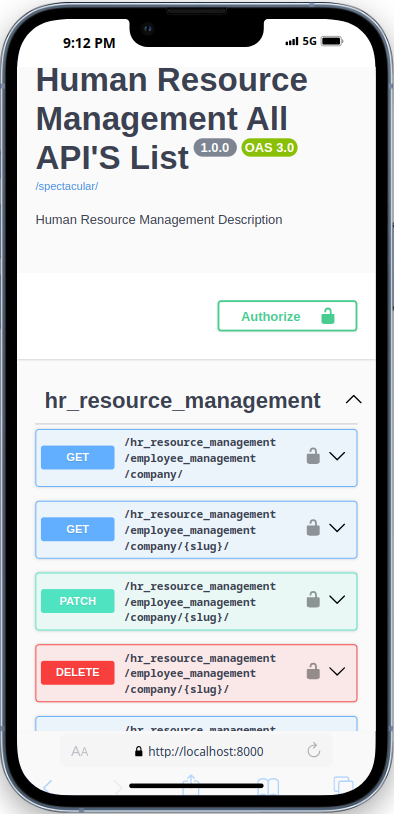 9:12 PM 5G
Human Resource
Management All
API'S List 1.0.0 OAS 3.0
/spectacular/
Human Resource Management Description
Authorize
hr_resource_management
GET /hr_resource_management
/employee_management
/company/
GET /hr_resource_management
/employee_management
/company/{slug}/
PATCH /hr_resource_management
/employee_management
/company/{slug}/
DELETE /hr_resource_management
/employee_management
/company/{slug}/
/hr_resource_management
AA http://localhost:8000